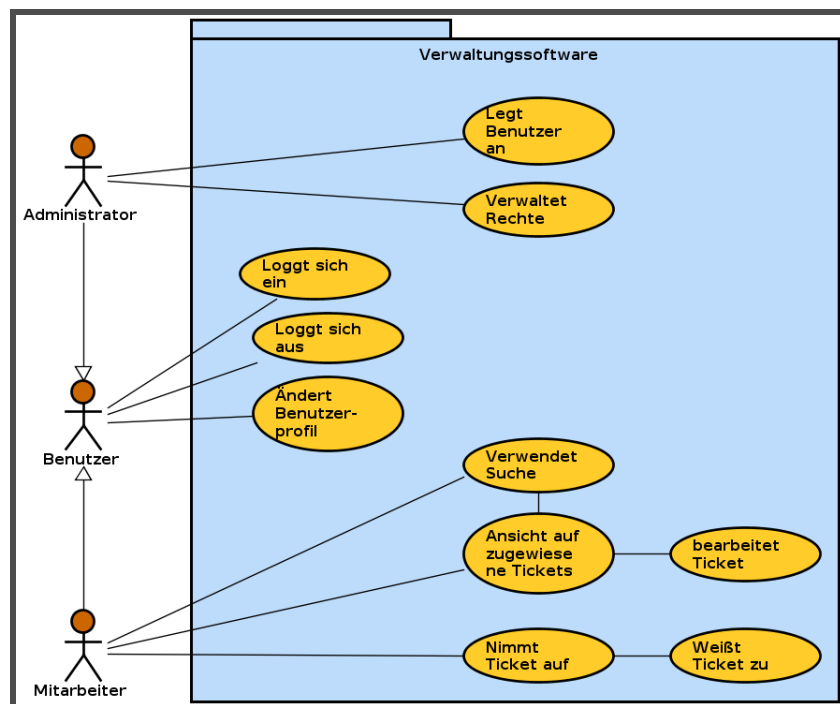 Verwaltungssoftware
Legt
Benutzer
an
Administrator
Verwaltet
Rechte
Loggt sich
ein
Loggt sich
aus
Ändert
Benutzer-
profil
Benutzer
Verwendet
Suche
Ansicht auf
zugewiese
ne Tickets
bearbeitet
Ticket
Nimmt
Ticket auf
Weißt
Ticket zu
Mitarbeiter